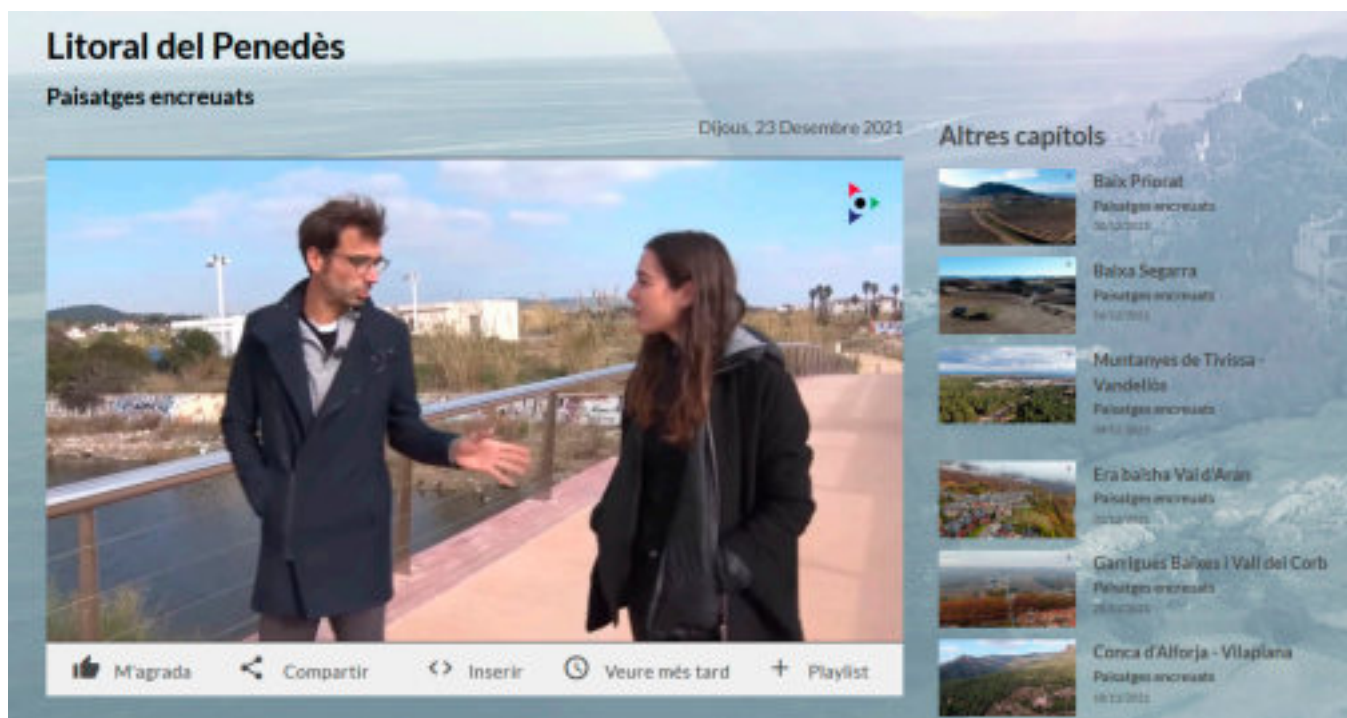 Litoral del Penedès
Paisatges encreuats
Dijous, 23 Desembre 2021
M'agrada
Compartir
Inserir
Veure més tard
Playlist
Altres capítols
Baix Priorat
Paisatges encreuats
Baixa Segarra
Paisatges encreuats
Muntanyes de Tivissa -
Vandellòs
Paisatges encreuats
Era baisha Val d'Aran
Paisatges encreuats
Garrigues Baixes i Vall del Corb
Paisatges encreuats
Conca d'Alforja - Vilaplana
Paisatges encreuats